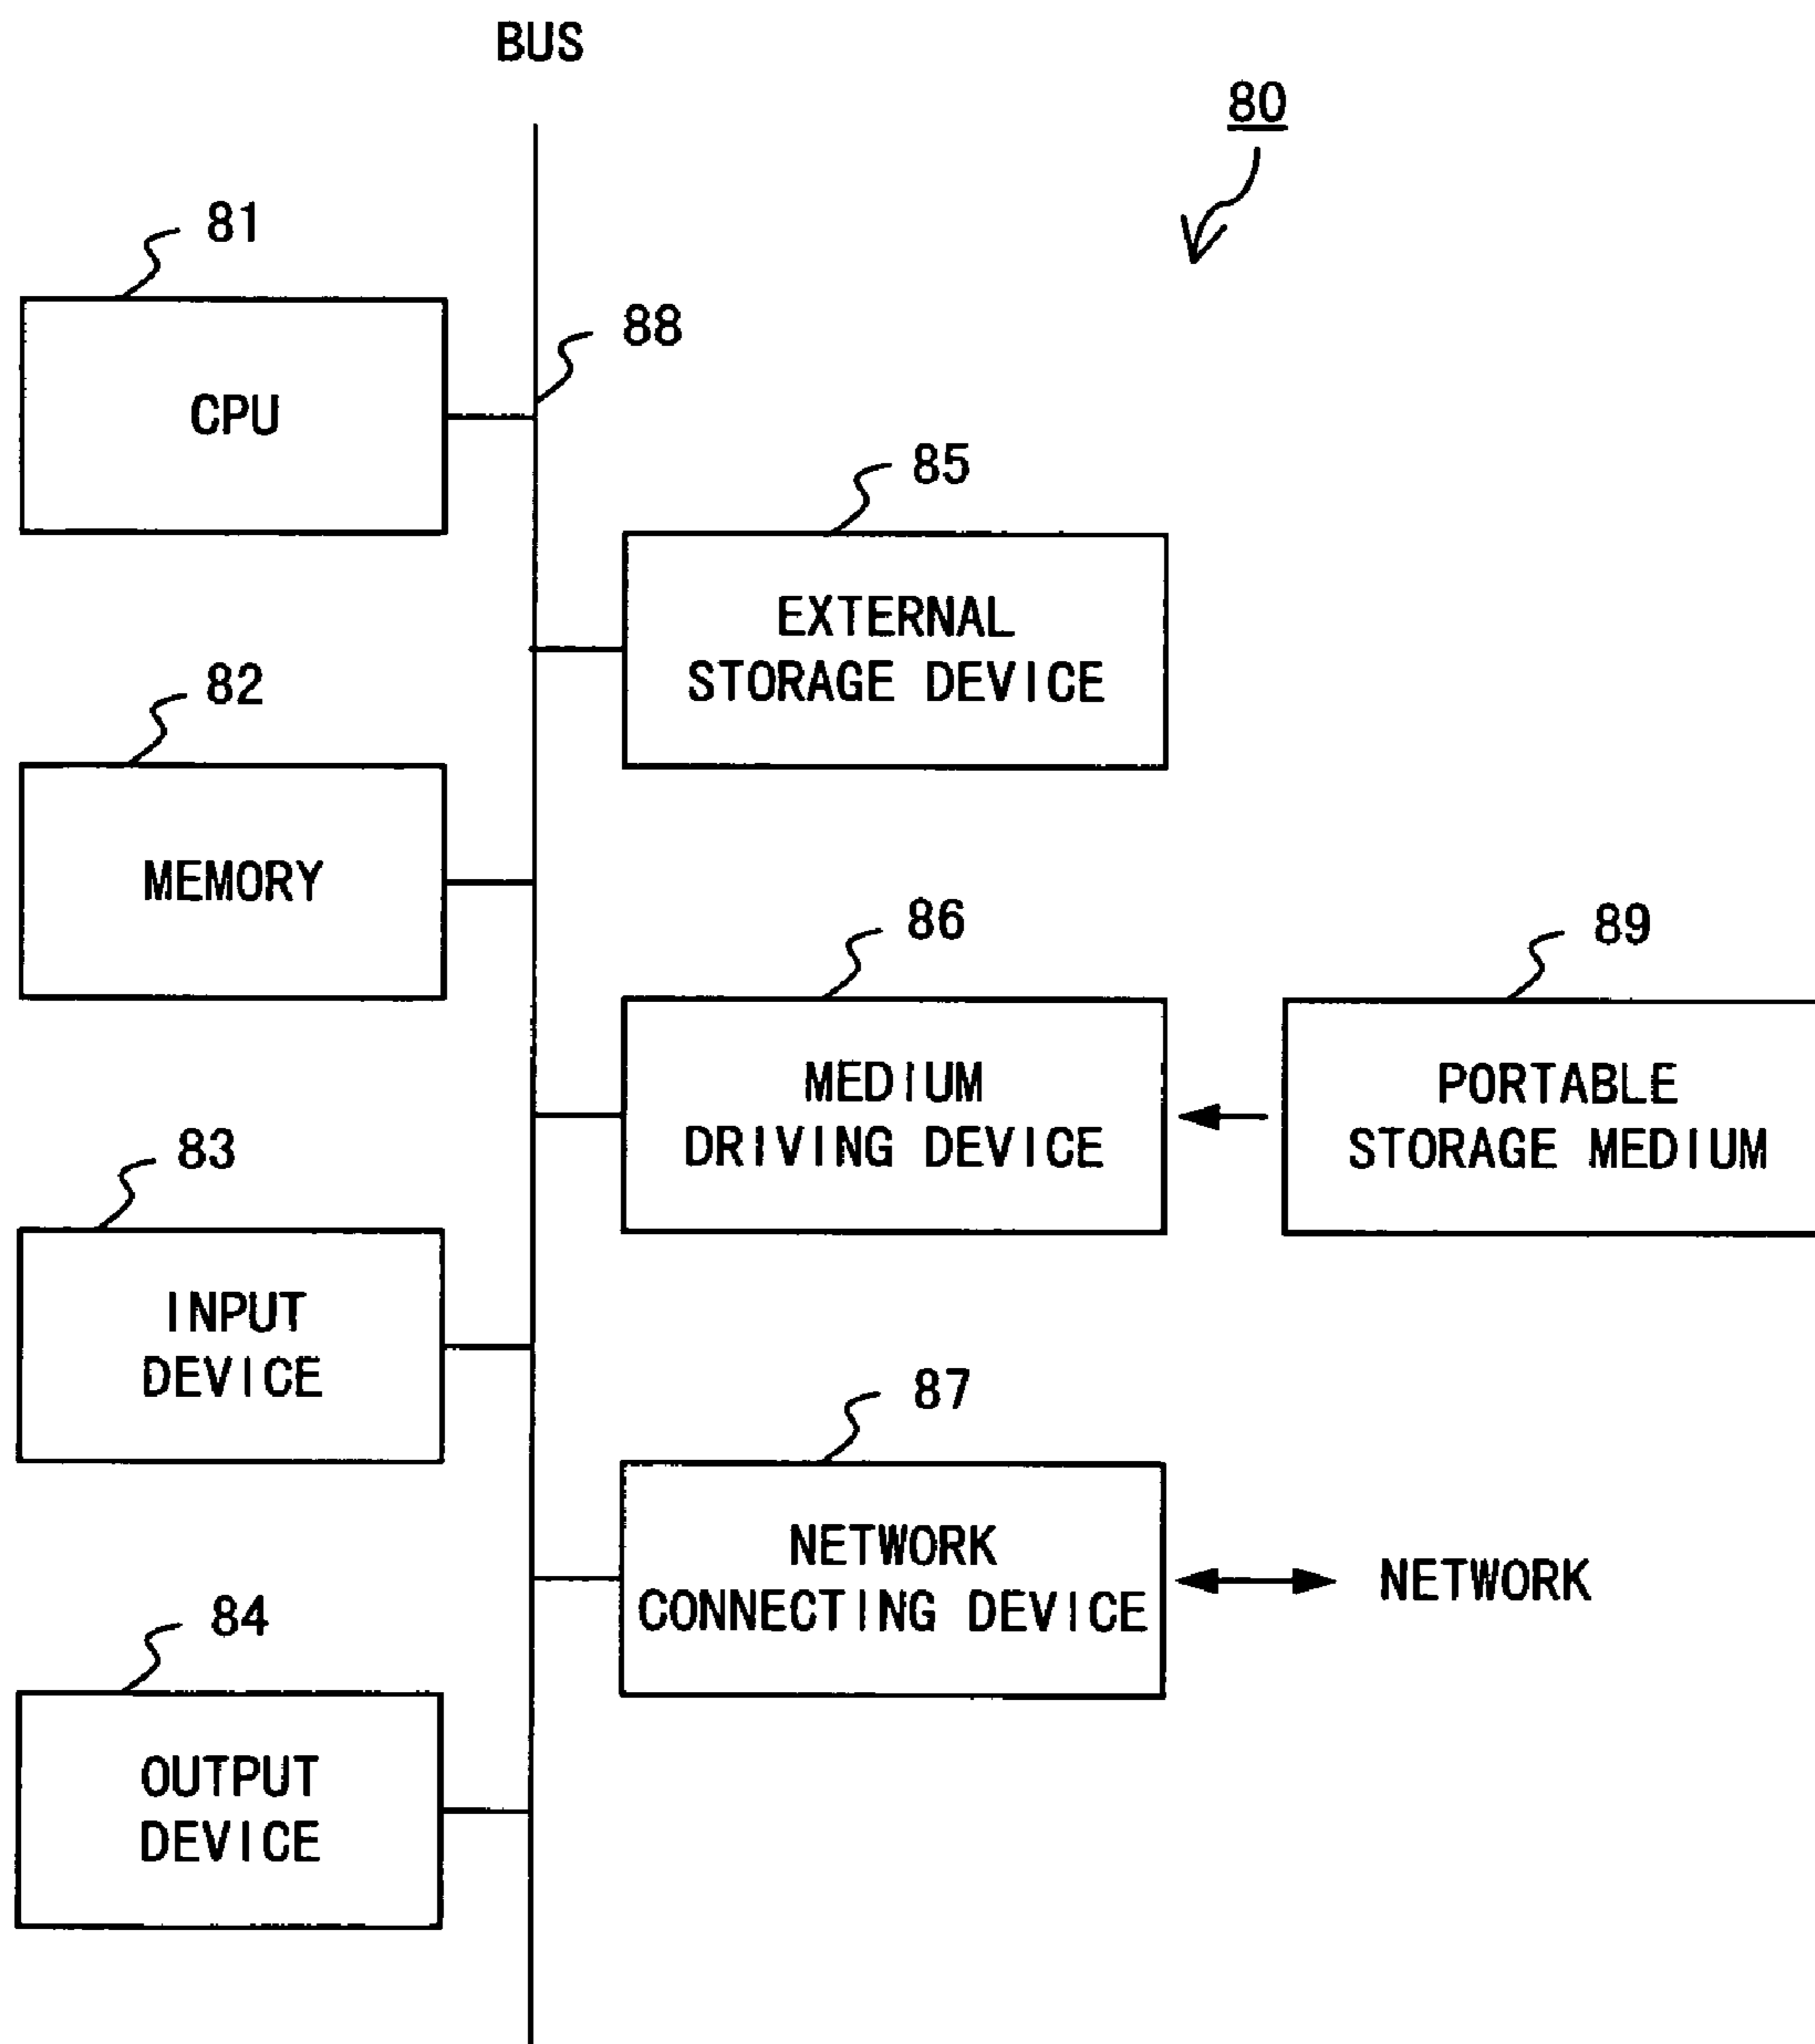 BUS
80
81
CPU
88
85
EXTERNAL
STORAGE DEVICE
82
MEMORY
86
MEDIUM
DRIVING DEVICE
89
PORTABLE
STORAGE MEDIUM
83
INPUT
DEVICE
87
NETWORK
CONNECTING DEVICE
NETWORK
84
OUTPUT
DEVICE